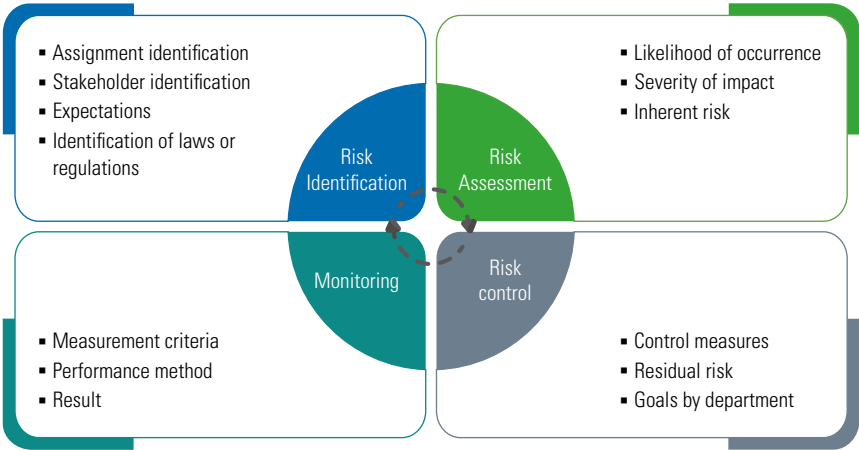 ▪ Assignment identification
▪ Stakeholder identification
▪ Expectations
▪ Identification of laws or
regulations
Risk
Identification
▪ Likelihood of occurrence
▪ Severity of impact
▪ Inherent risk
Risk
Assessment
Monitoring
▪ Measurement criteria
▪ Performance method
▪ Result
Risk
control
▪ Control measures
▪ Residual risk
▪ Goals by department